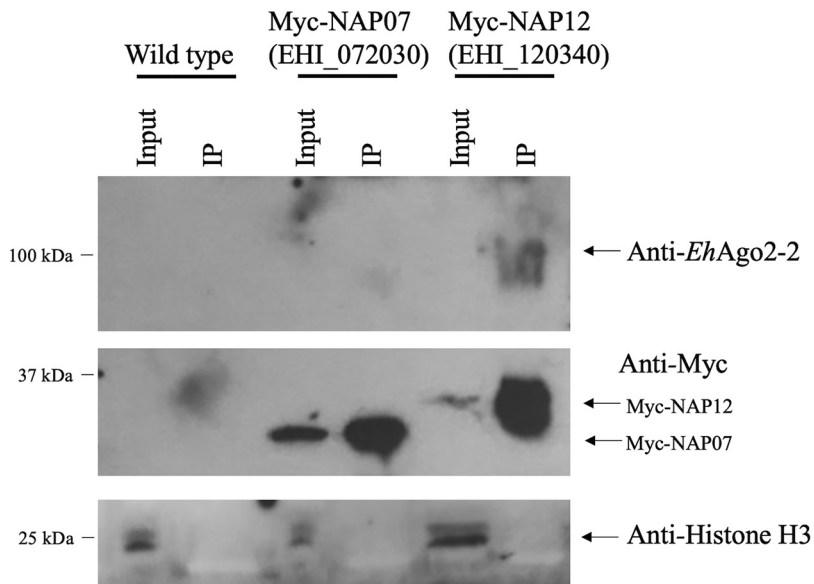 Wild type
Myc-NAP07
(EHI_072030)
Myc-NAP12
(EHI_120340)
Input
IP
Input
IP
Input
IP
100 kDa
Anti-EhAgo2-2
37 kDa
Anti-Myc
Myc-NAP12
Myc-NAP07
25 kDa
Anti-Histone H3